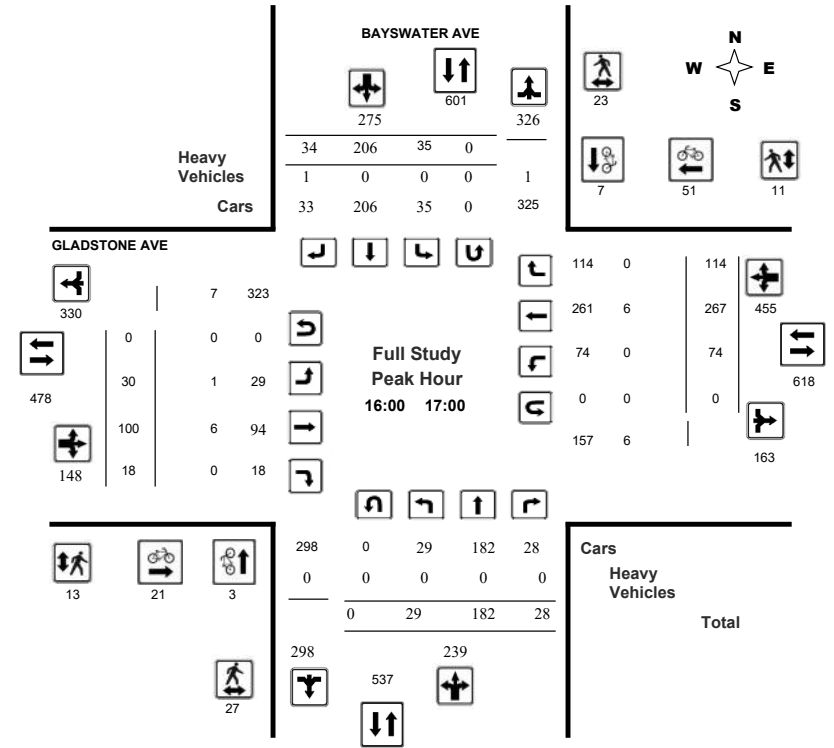 BAYSWATER AVE
N
W E
S
601
23
275 326
34 206 35 0
Heavy
Vehicles
1 0 0 0 1
Cars
33 206 35 0 325
7 51 11
GLADSTONE AVE
330
7 323
0 0 0
478
30 1 29
100 6 94
148
18 0 18
Full Study
Peak Hour
16:00 17:00
114 0 114
261 6 267 455
74 0 74
618
0 0 0
157 6
163
298 0 29 182 28 Cars
0 0 0 0 0 Heavy
Vehicles
0 29 182 28 Total
13 21 3
298 239
537
27